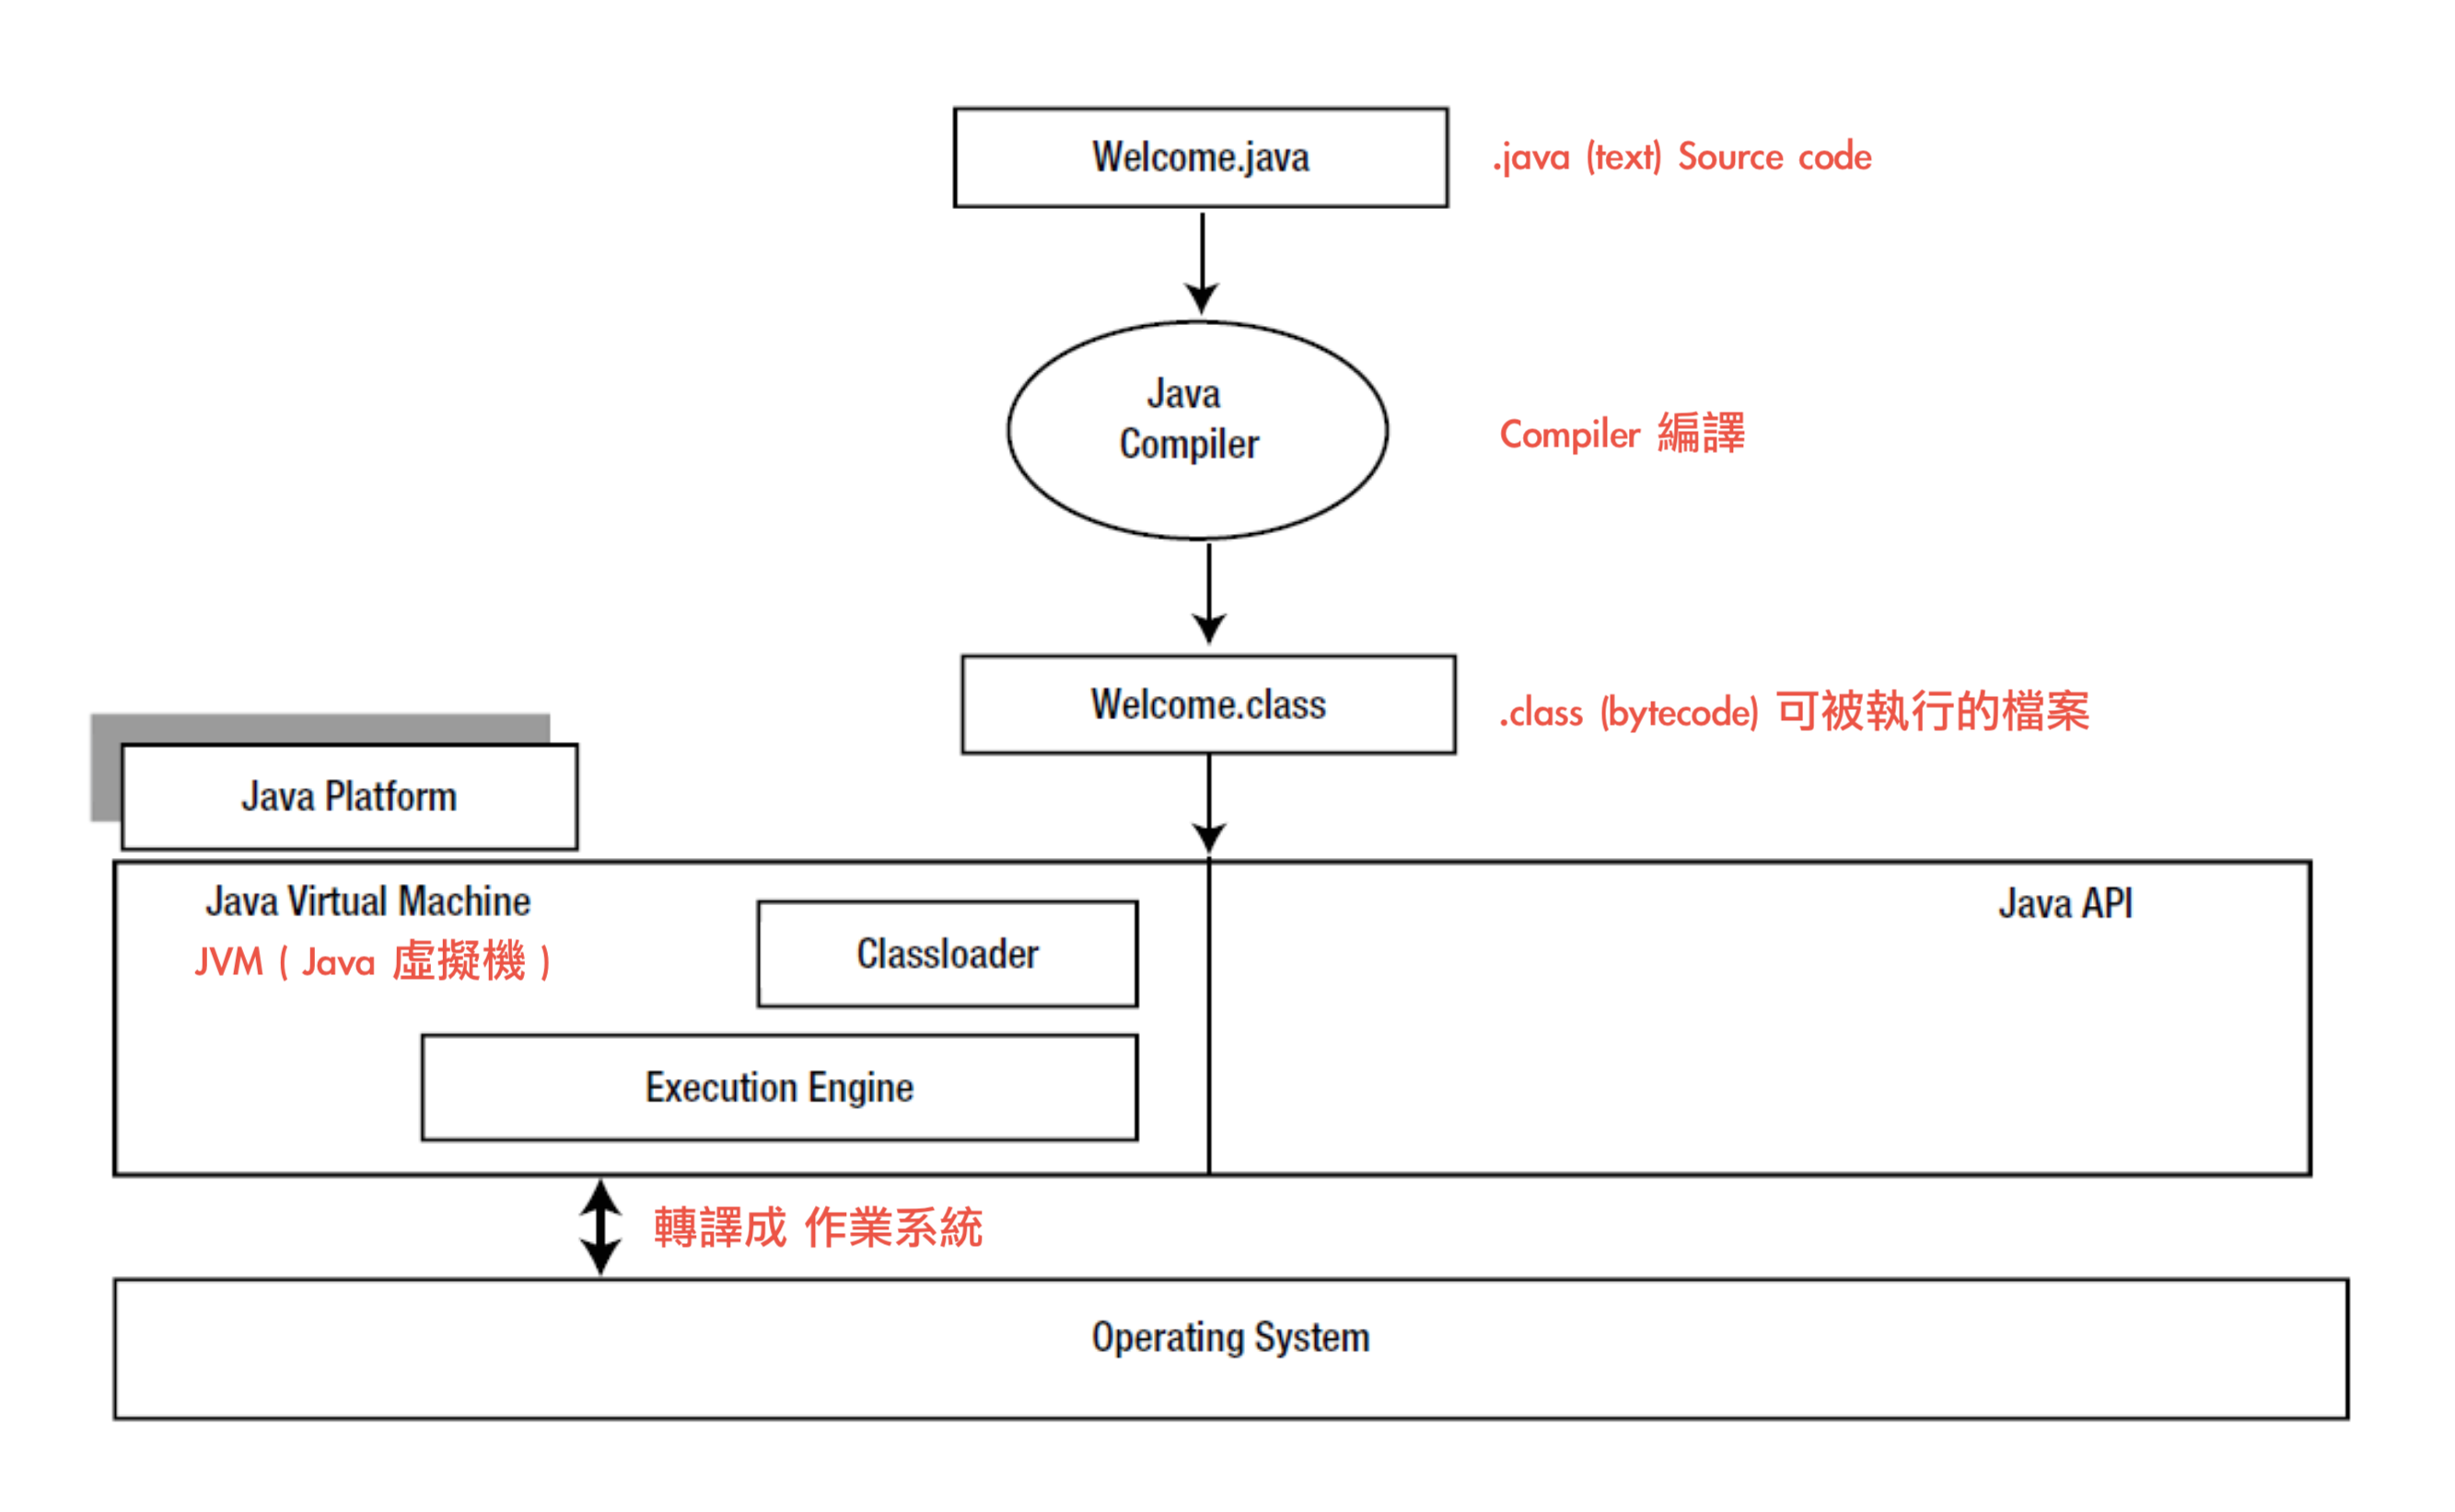 Welcome.java
.java (text) Source code
Java
Compiler
Compiler 編譯
Welcome.class
.class (bytecode) 可被執行的檔案
Java Platform
Java Virtual Machine
JVM ( Java 虛擬機 )
Classloader
Java API
Execution Engine
轉譯成 作業系統
Operating System